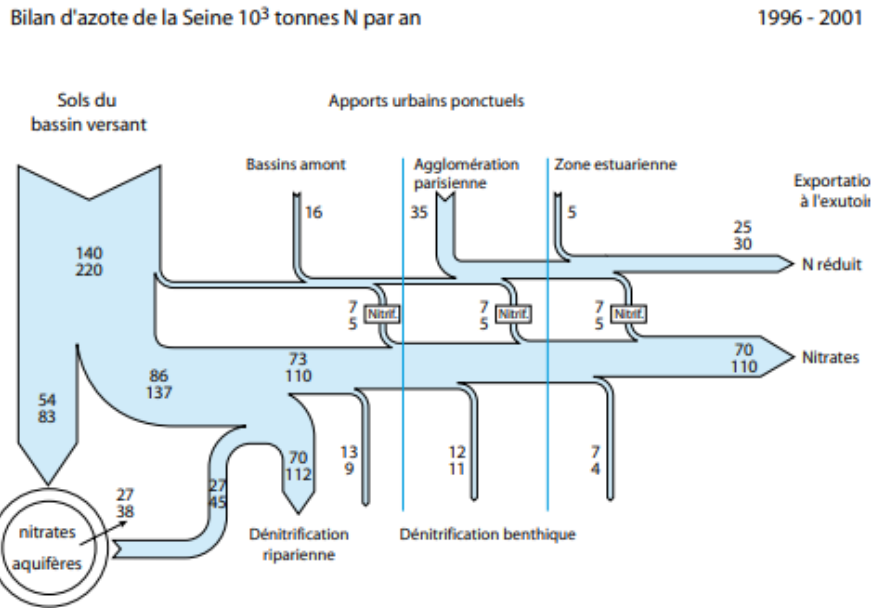 Bilan d'azote de la Seine 10³ tonnes N par an
1996 - 2001
Sols du
bassin versant
Apports urbains ponctuels
Bassins amont
Agglomération
parisienne
Zone estuarienne
Exportatio
à l'exutoir
16
35
5
25
30
N réduit
140
220
7
5
Nitrif.
7
5
Nitrif.
7
5
Nitrif.
73
110
70
110
Nitrates
86
137
54
83
27
38
27
45
70
112
13
9
12
11
7
4
nitrates
aquifères
Dénitrification
riparienne
Dénitrification benthique